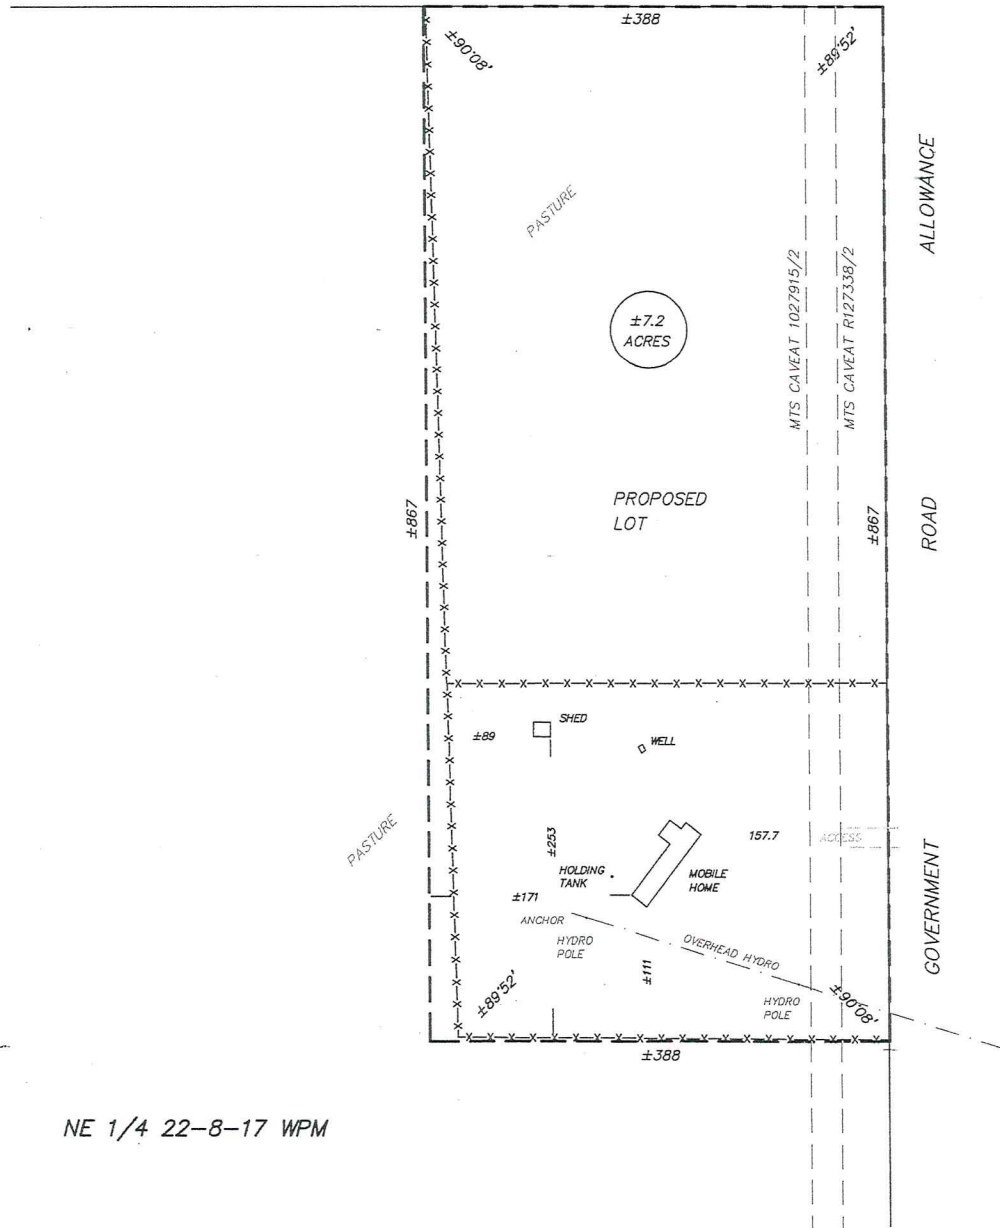 ±388
±90°08'
±89°52'
ALLOWANCE
PASTURE
MTS CAVEAT 1027915/2
MTS CAVEAT R127338/2
±7.2
ACRES
PROPOSED
LOT
±867
±867
ROAD
SHED
±89
WELL
PASTURE
±253
157.7
ACCESS
HOLDING
TANK
MOBILE
HOME
GOVERNMENT
±171
ANCHOR
HYDRO
POLE
OVERHEAD HYDRO
±111
±89°52'
HYDRO
POLE
±90°08'
±388
NE 1/4 22-8-17 WPM